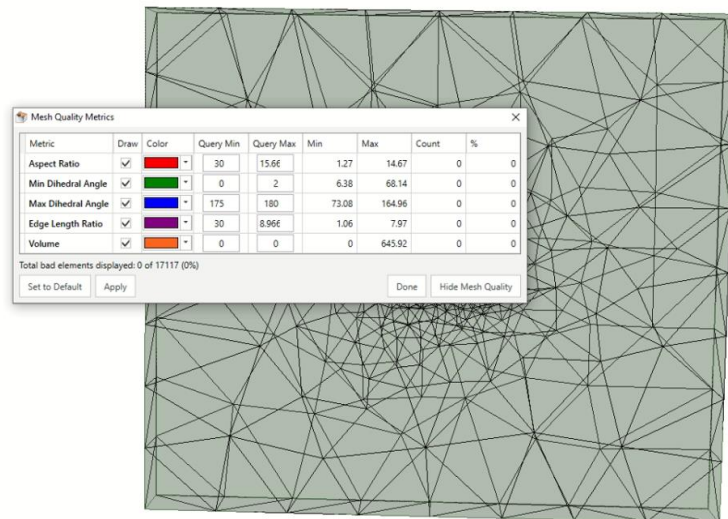 Mesh Quality Metrics
Metric Draw Color Query Min Query Max Min Max Count %
Aspect Ratio 30 15.66 1.27 14.67 0 0
Min Dihedral Angle 0 2 6.38 68.14 0 0
Max Dihedral Angle 175 180 73.08 164.96 0 0
Edge Length Ratio 30 8.966 1.06 7.97 0 0
Volume 0 0 0 645.92 0 0
Total bad elements displayed: 0 of 17117 (0%)
Set to Default Apply Done Hide Mesh Quality